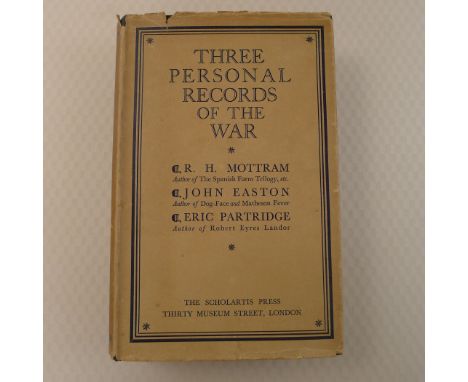 THREE
PERSONAL
RECORDS
OF THE
WAR
R. H. MOTTRAM
Author of The Spanish Farm Trilogy, etc.
JOHN EASTON
Author of Dog-Face and Matheson Fever
ERIC PARTRIDGE
Author of Robert Eyres Landor
THE SCHOLARTIS PRESS
THIRTY MUSEUM STREET, LONDON